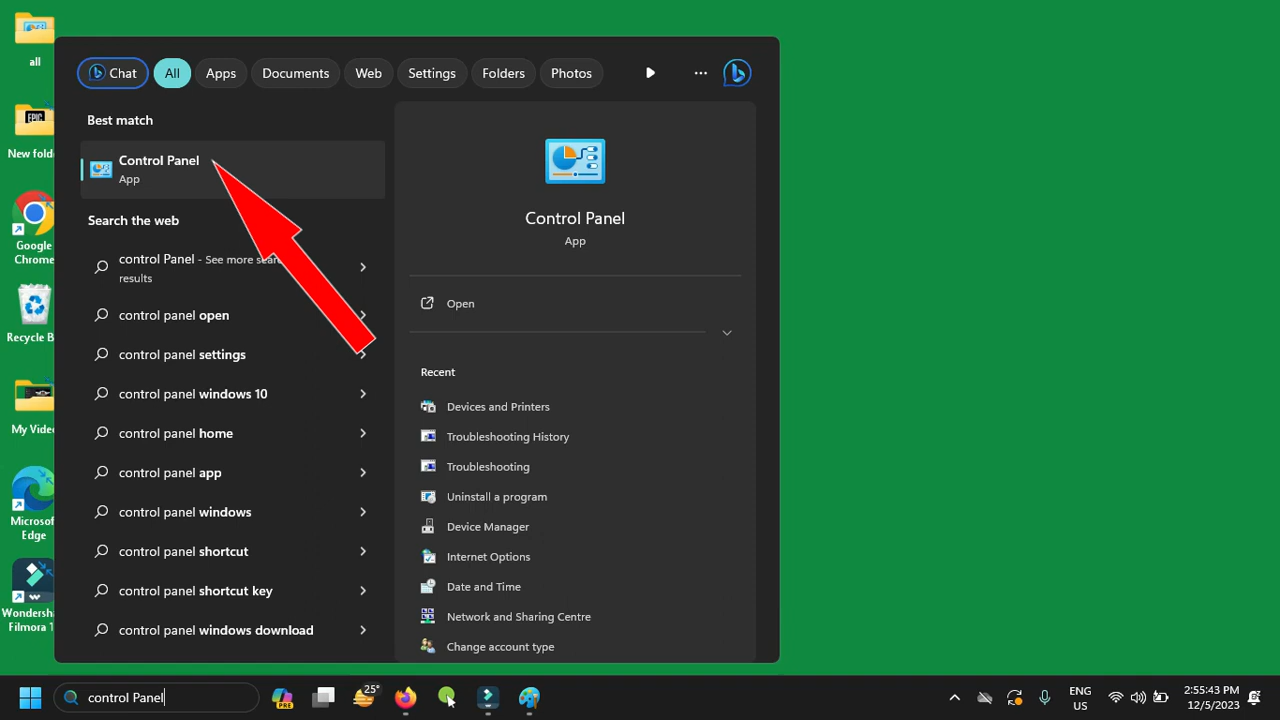 all
EPIC
New fold
Google
Chrome
Recycle B
My Vide
Microsof
Edge
Wondersh
Filmora 1
Chat
All
Apps
Documents
Web
Settings
Folders
Photos
Best match
Control Panel
App
Search the web
control Panel - See more sear
results
control panel open
control panel settings
control panel windows 10
control panel home
control panel app
control panel windows
control panel shortcut
control panel shortcut key
control panel windows download
Control Panel
App
Open
Recent
Devices and Printers
Troubleshooting History
Troubleshooting
Uninstall a program
Device Manager
Internet Options
Date and Time
Network and Sharing Centre
Change account type
control Panel
PRE
25°
ENG
US
2:55:43 PM
12/5/2023